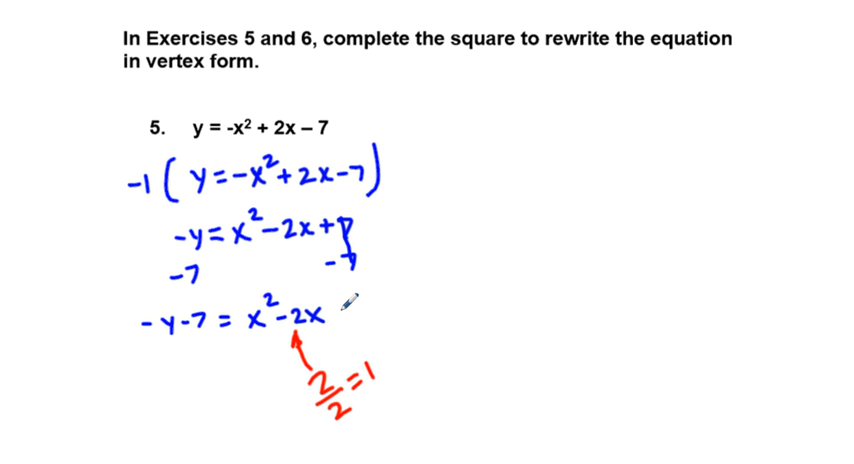 In Exercises 5 and 6, complete the square to rewrite the equation
in vertex form.
5. y = -x² + 2x – 7
-1 ( y = -x² + 2x - 7 )
-y = x² - 2x + 7
-7 -7
-y - 7 = x² - 2x
2/2 = 1